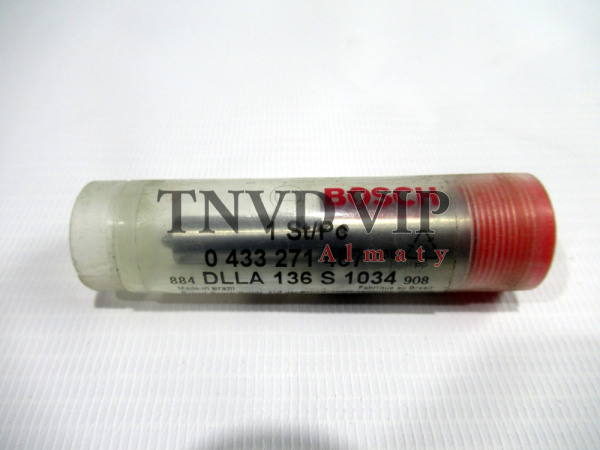 BOSCH
TNVDVIP
1 St/Pc
Almaty
0 433 271
884 DLLA 136 S 1034 908
Made in Brazil Fabriqué au Brésil